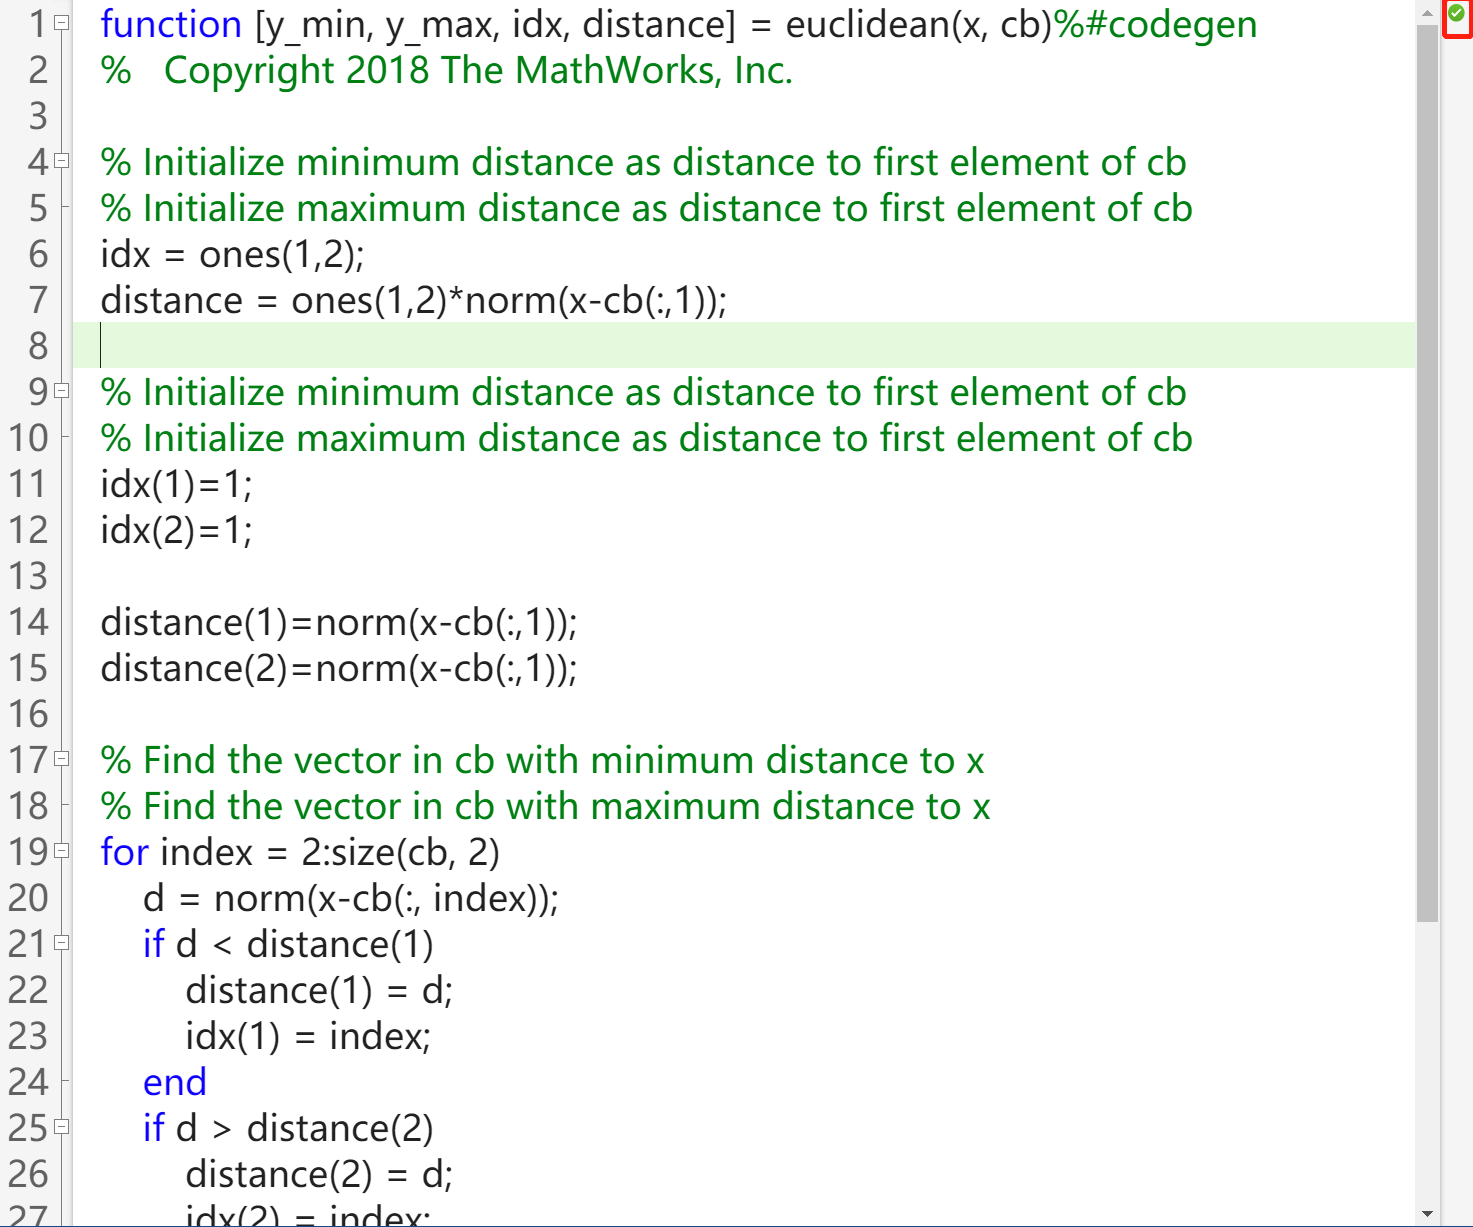 1 function [y_min, y_max, idx, distance] = euclidean(x, cb)%#codegen
2 %   Copyright 2018 The MathWorks, Inc.
3
4 % Initialize minimum distance as distance to first element of cb
5 % Initialize maximum distance as distance to first element of cb
6 idx = ones(1,2);
7 distance = ones(1,2)*norm(x-cb(:,1));
8
9 % Initialize minimum distance as distance to first element of cb
10 % Initialize maximum distance as distance to first element of cb
11 idx(1)=1;
12 idx(2)=1;
13
14 distance(1)=norm(x-cb(:,1));
15 distance(2)=norm(x-cb(:,1));
16
17 % Find the vector in cb with minimum distance to x
18 % Find the vector in cb with maximum distance to x
19 for index = 2:size(cb, 2)
20     d = norm(x-cb(:, index));
21     if d < distance(1)
22         distance(1) = d;
23         idx(1) = index;
24     end
25     if d > distance(2)
26         distance(2) = d;
27         idx(2) = index;